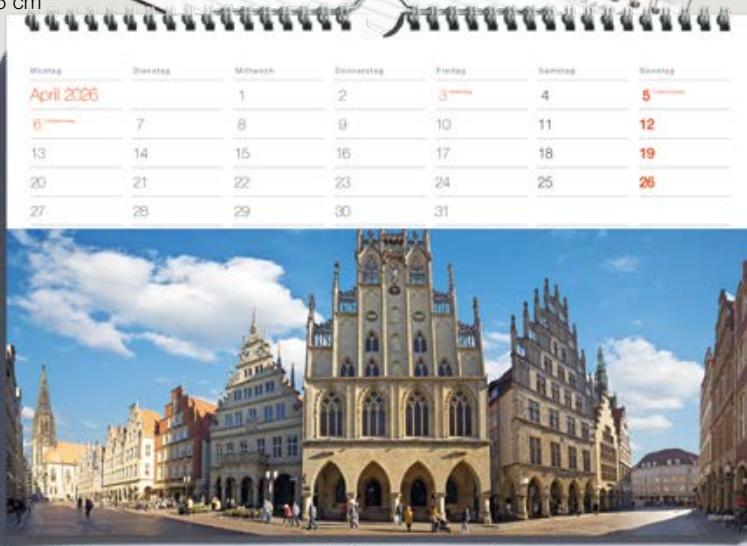 5 cm
Montag Dienstag Mittwoch Donnerstag Freitag Samstag Sonntag
April 2026 1 2 3 4 5
6 7 8 9 10 11 12
13 14 15 16 17 18 19
20 21 22 23 24 25 26
27 28 29 30 31